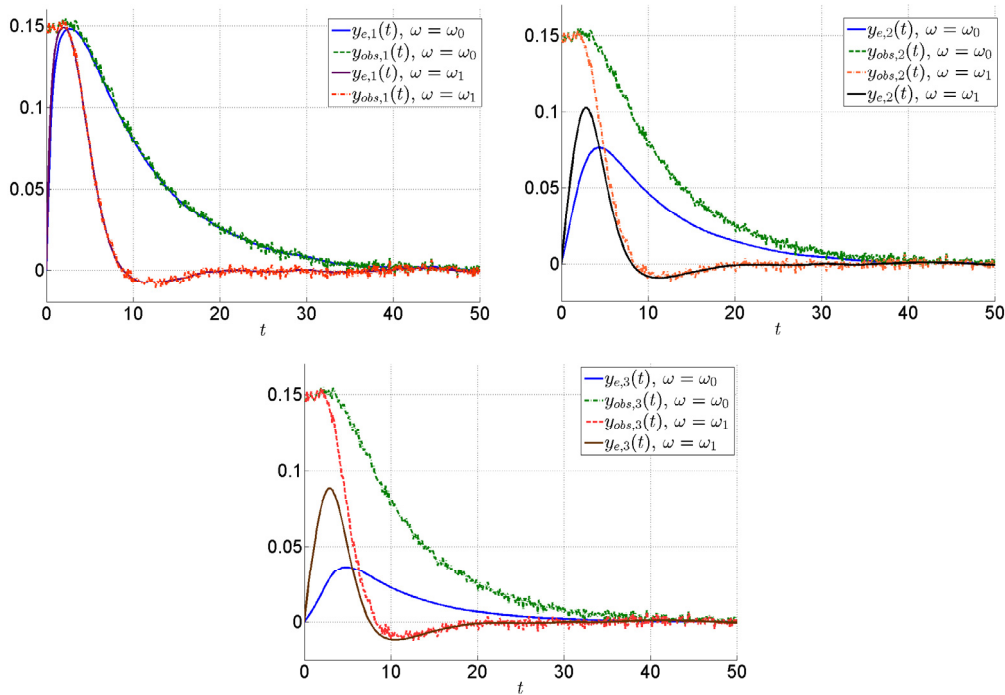 0.15
0.1
0.05
0
0
10
20
30
40
50
t
y_{e,1}(t), ω = ω_0
y_{obs,1}(t), ω = ω_0
y_{e,1}(t), ω = ω_1
y_{obs,1}(t), ω = ω_1
0.15
0.1
0.05
0
0
10
20
30
40
50
t
y_{e,2}(t), ω = ω_0
y_{obs,2}(t), ω = ω_0
y_{obs,2}(t), ω = ω_1
y_{e,2}(t), ω = ω_1
0.15
0.1
0.05
0
0
10
20
30
40
50
t
y_{e,3}(t), ω = ω_0
y_{obs,3}(t), ω = ω_0
y_{obs,3}(t), ω = ω_1
y_{e,3}(t), ω = ω_1